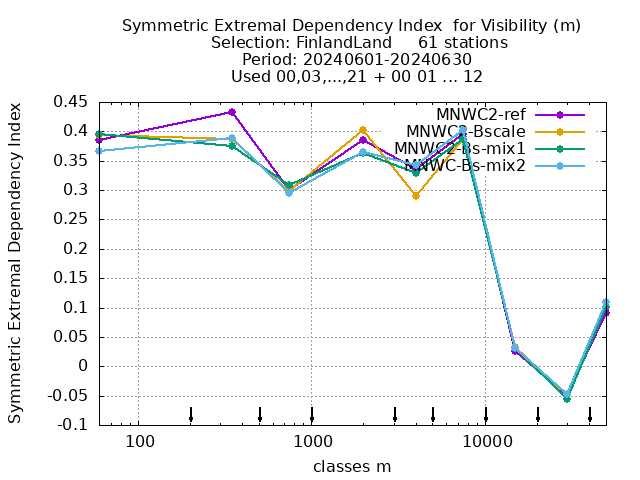 Symmetric Extremal Dependency Index  for Visibility (m)
Selection: FinlandLand     61 stations
Period: 20240601-20240630
Used 00,03,...,21 + 00 01 ... 12
Symmetric Extremal Dependency Index
0.45
0.4
0.35
0.3
0.25
0.2
0.15
0.1
0.05
0
-0.05
-0.1
MNWC2-ref
MNWC2-Bscale
MNWC2-Bs-mix1
MNWC-Bs-mix2
100
1000
10000
classes m